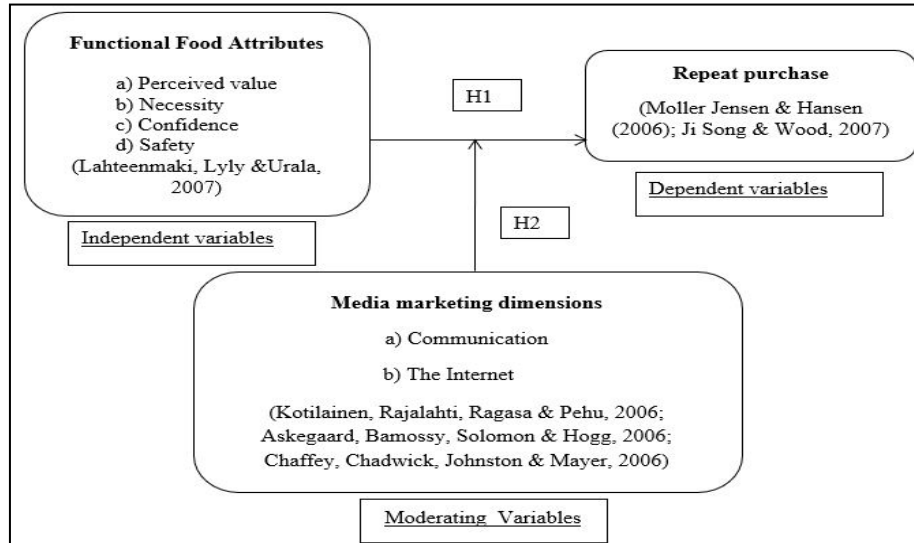 Functional Food Attributes
a) Perceived value
b) Necessity
c) Confidence
d) Safety
(Lahteenmaki, Lyly &Urala,
2007)
Independent variables
H1
Repeat purchase
(Moller Jensen & Hansen
(2006); Ji Song & Wood, 2007)
Dependent variables
H2
Media marketing dimensions
a) Communication
b) The Internet
(Kotilainen, Rajalahti, Ragasa & Pehu, 2006;
Askegaard, Bamossy, Solomon & Hogg, 2006;
Chaffey, Chadwick, Johnston & Mayer, 2006)
Moderating Variables